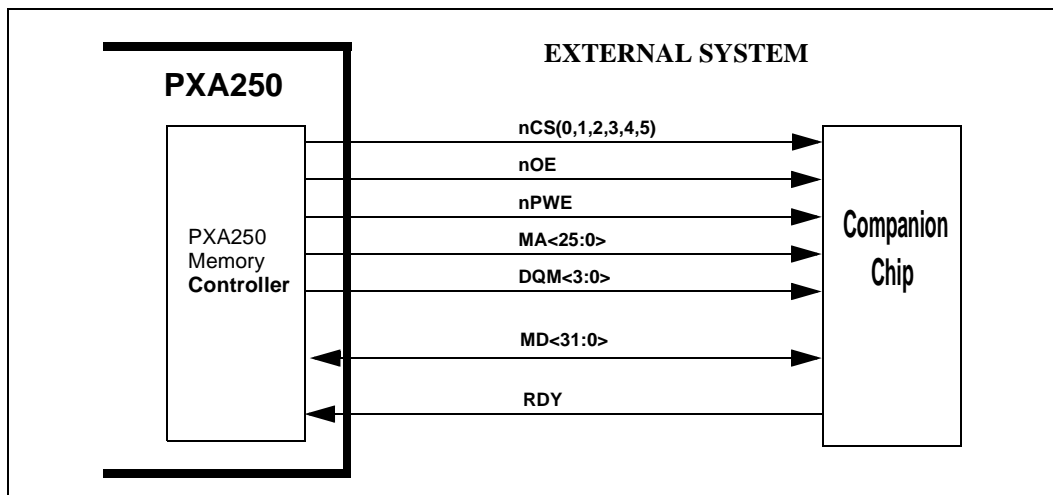 EXTERNAL SYSTEM
PXA250
nCS(0,1,2,3,4,5)
nOE
nPWE
MA<25:0>
DQM<3:0>
MD<31:0>
RDY
PXA250
Memory
Controller
Companion
Chip